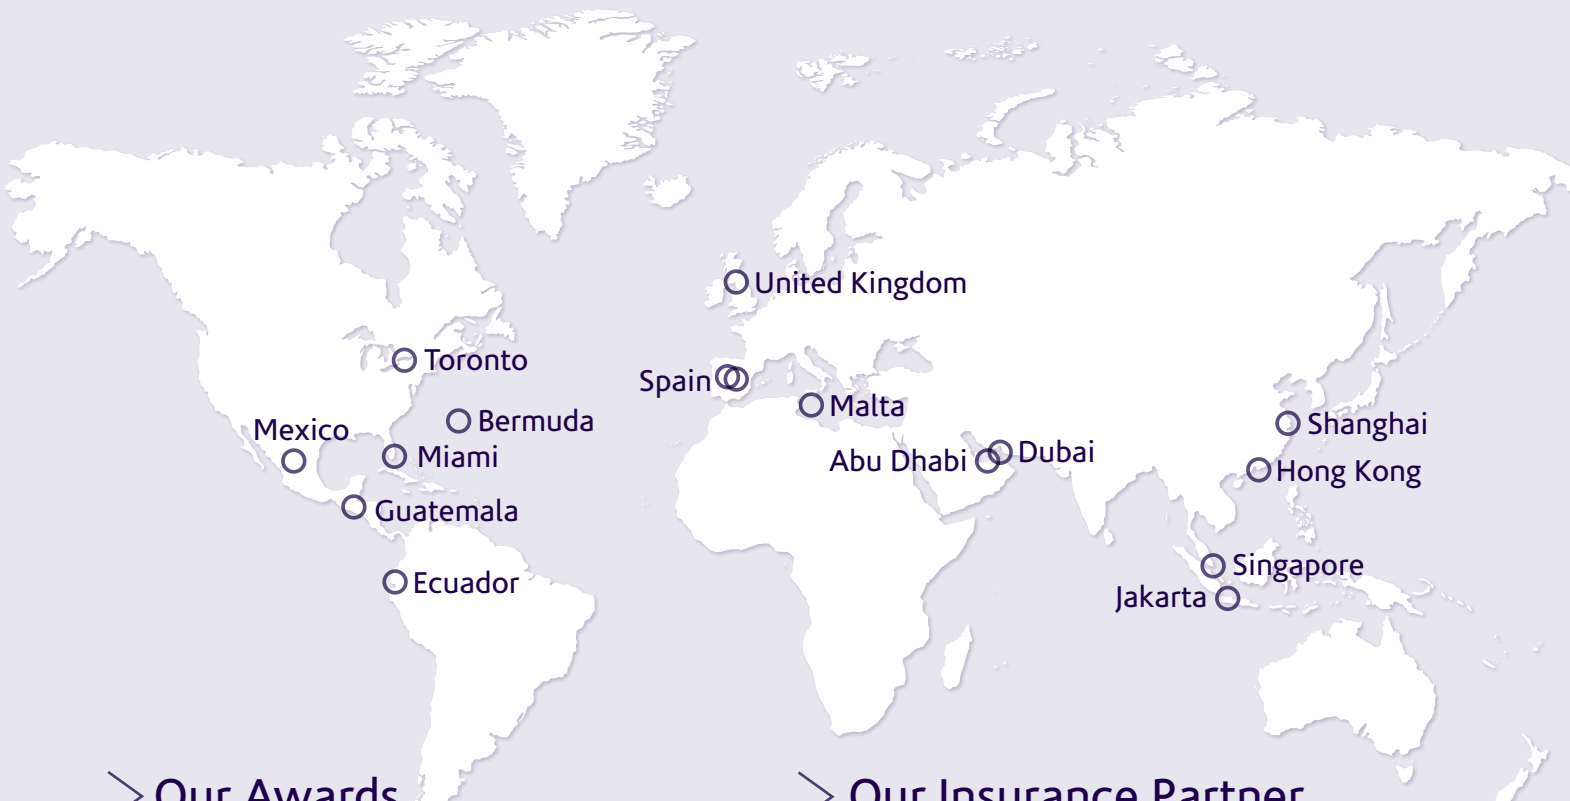 United Kingdom
Toronto
Spain
Malta
Bermuda
Mexico
Shanghai
Miami
Abu Dhabi
Dubai
Hong Kong
Guatemala
Singapore
Ecuador
Jakarta
Our Awards
Our Insurance Partner